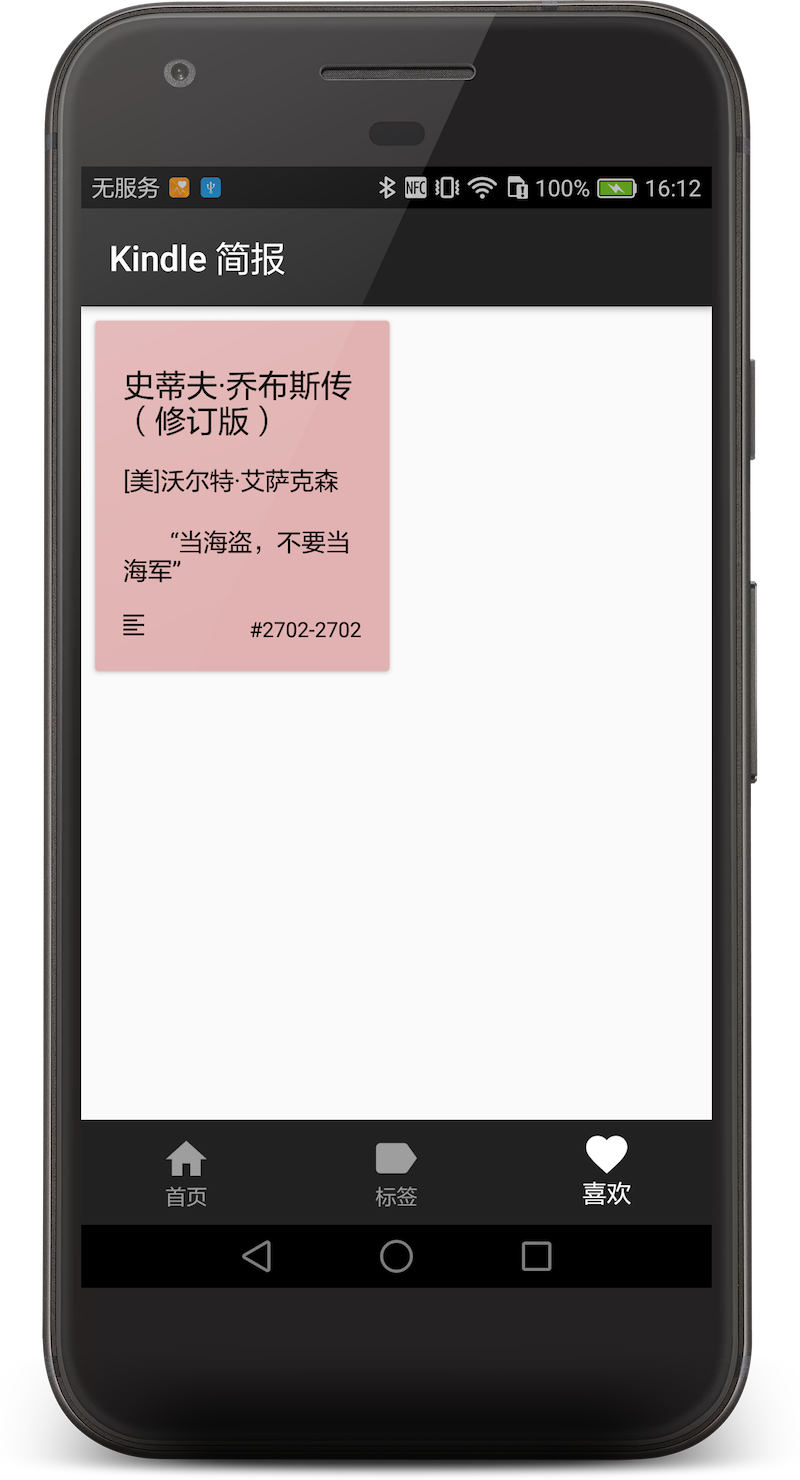 无服务 NFC 100% 16:12
Kindle 简报
史蒂夫·乔布斯传
（修订版）
[美]沃尔特·艾萨克森
“当海盗，不要当
海军”
#2702-2702
首页 标签 喜欢